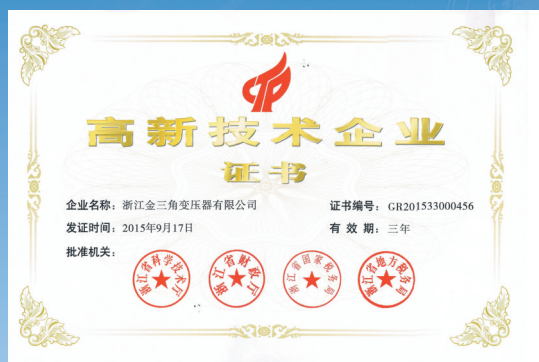 高新技术企业
证书
企业名称：浙江金三角变压器有限公司
证书编号：GR201533000456
发证时间：2015年9月17日
有 效 期：三年
批准机关：
浙江省科学技术厅
浙江省财政厅
浙江省国家税务局
浙江省地方税务局